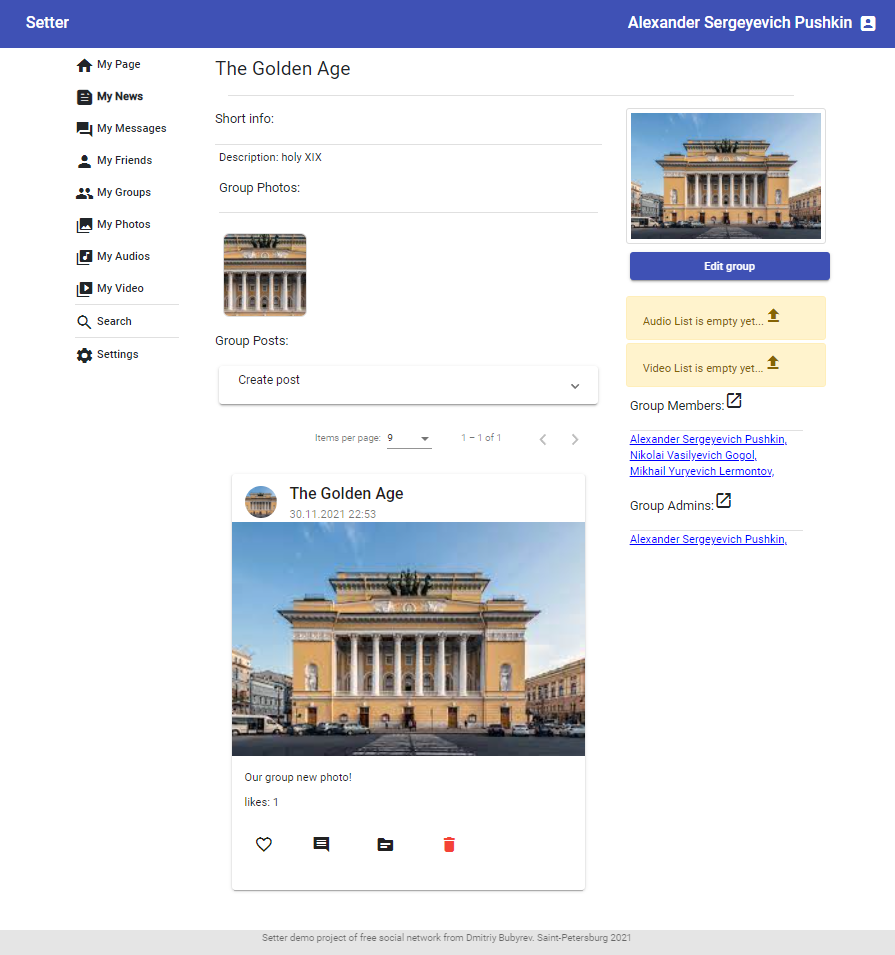 Setter
Alexander Sergeyevich Pushkin
My Page
My News
My Messages
My Friends
My Groups
My Photos
My Audios
My Video
Search
Settings
The Golden Age
Short info:
Description: holy XIX
Group Photos:
Group Posts:
Create post
Items per page: 9
1 – 1 of 1
The Golden Age
30.11.2021 22:53
Our group new photo!
likes: 1
Edit group
Audio List is empty yet...
Video List is empty yet...
Group Members:
Alexander Sergeyevich Pushkin,
Nikolai Vasilyevich Gogol,
Mikhail Yuryevich Lermontov,
Group Admins:
Alexander Sergeyevich Pushkin,
Setter demo project of free social network from Dmitriy Bubyrev. Saint-Petersburg 2021